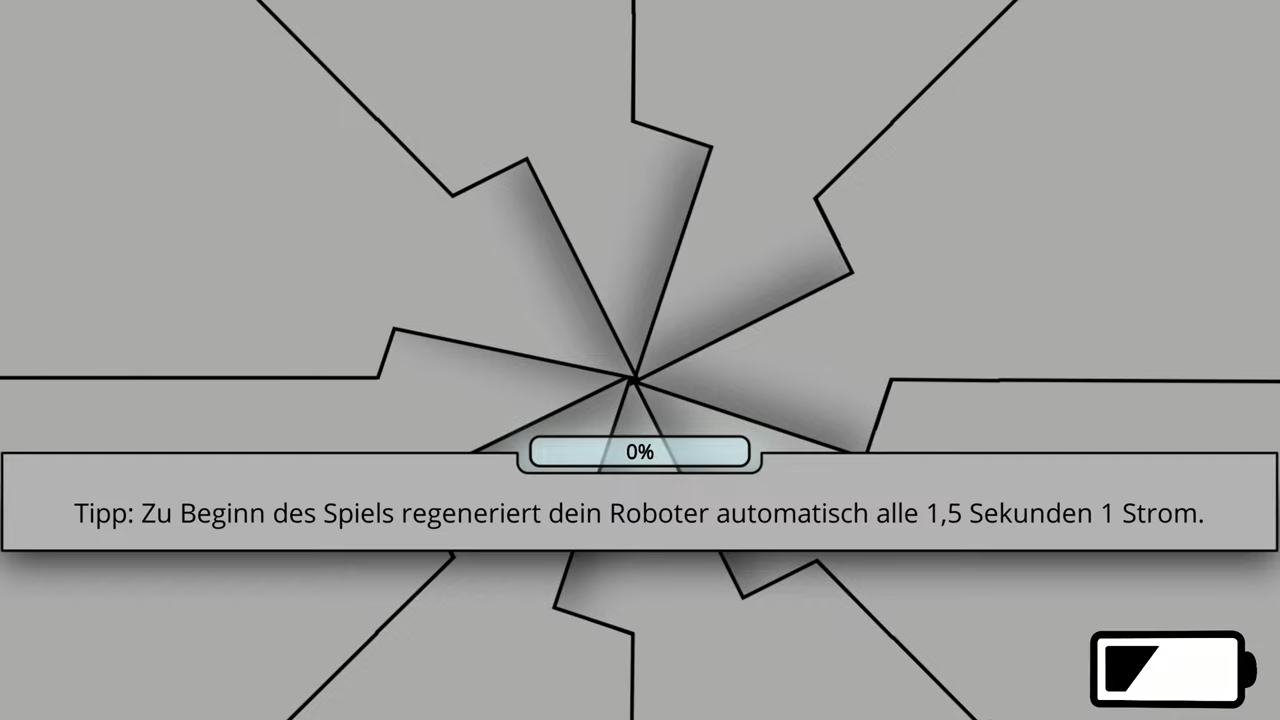 0%
Tipp: Zu Beginn des Spiels regeneriert dein Roboter automatisch alle 1,5 Sekunden 1 Strom.